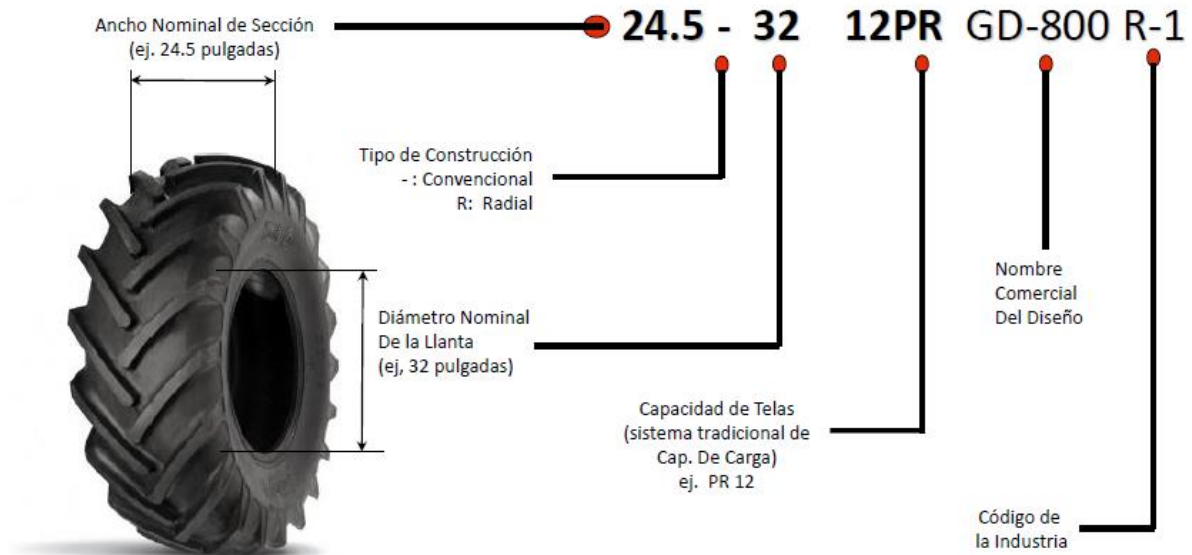 Ancho Nominal de Sección
(ej. 24.5 pulgadas)
24.5 - 32 12PR GD-800 R-1
Tipo de Construcción
- : Convencional
R: Radial
Diámetro Nominal
De la Llanta
(ej, 32 pulgadas)
Capacidad de Telas
(sistema tradicional de
Cap. De Carga)
ej. PR 12
Nombre
Comercial
Del Diseño
Código de
la Industria